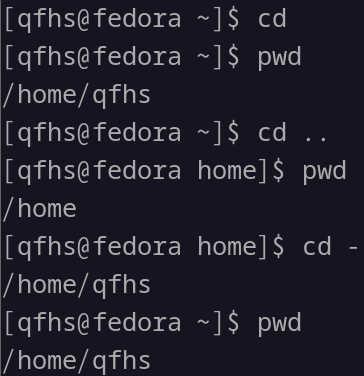 [qfhs@fedora ~]$ cd
[qfhs@fedora ~]$ pwd
/home/qfhs
[qfhs@fedora ~]$ cd ..
[qfhs@fedora home]$ pwd
/home
[qfhs@fedora home]$ cd -
/home/qfhs
[qfhs@fedora ~]$ pwd
/home/qfhs